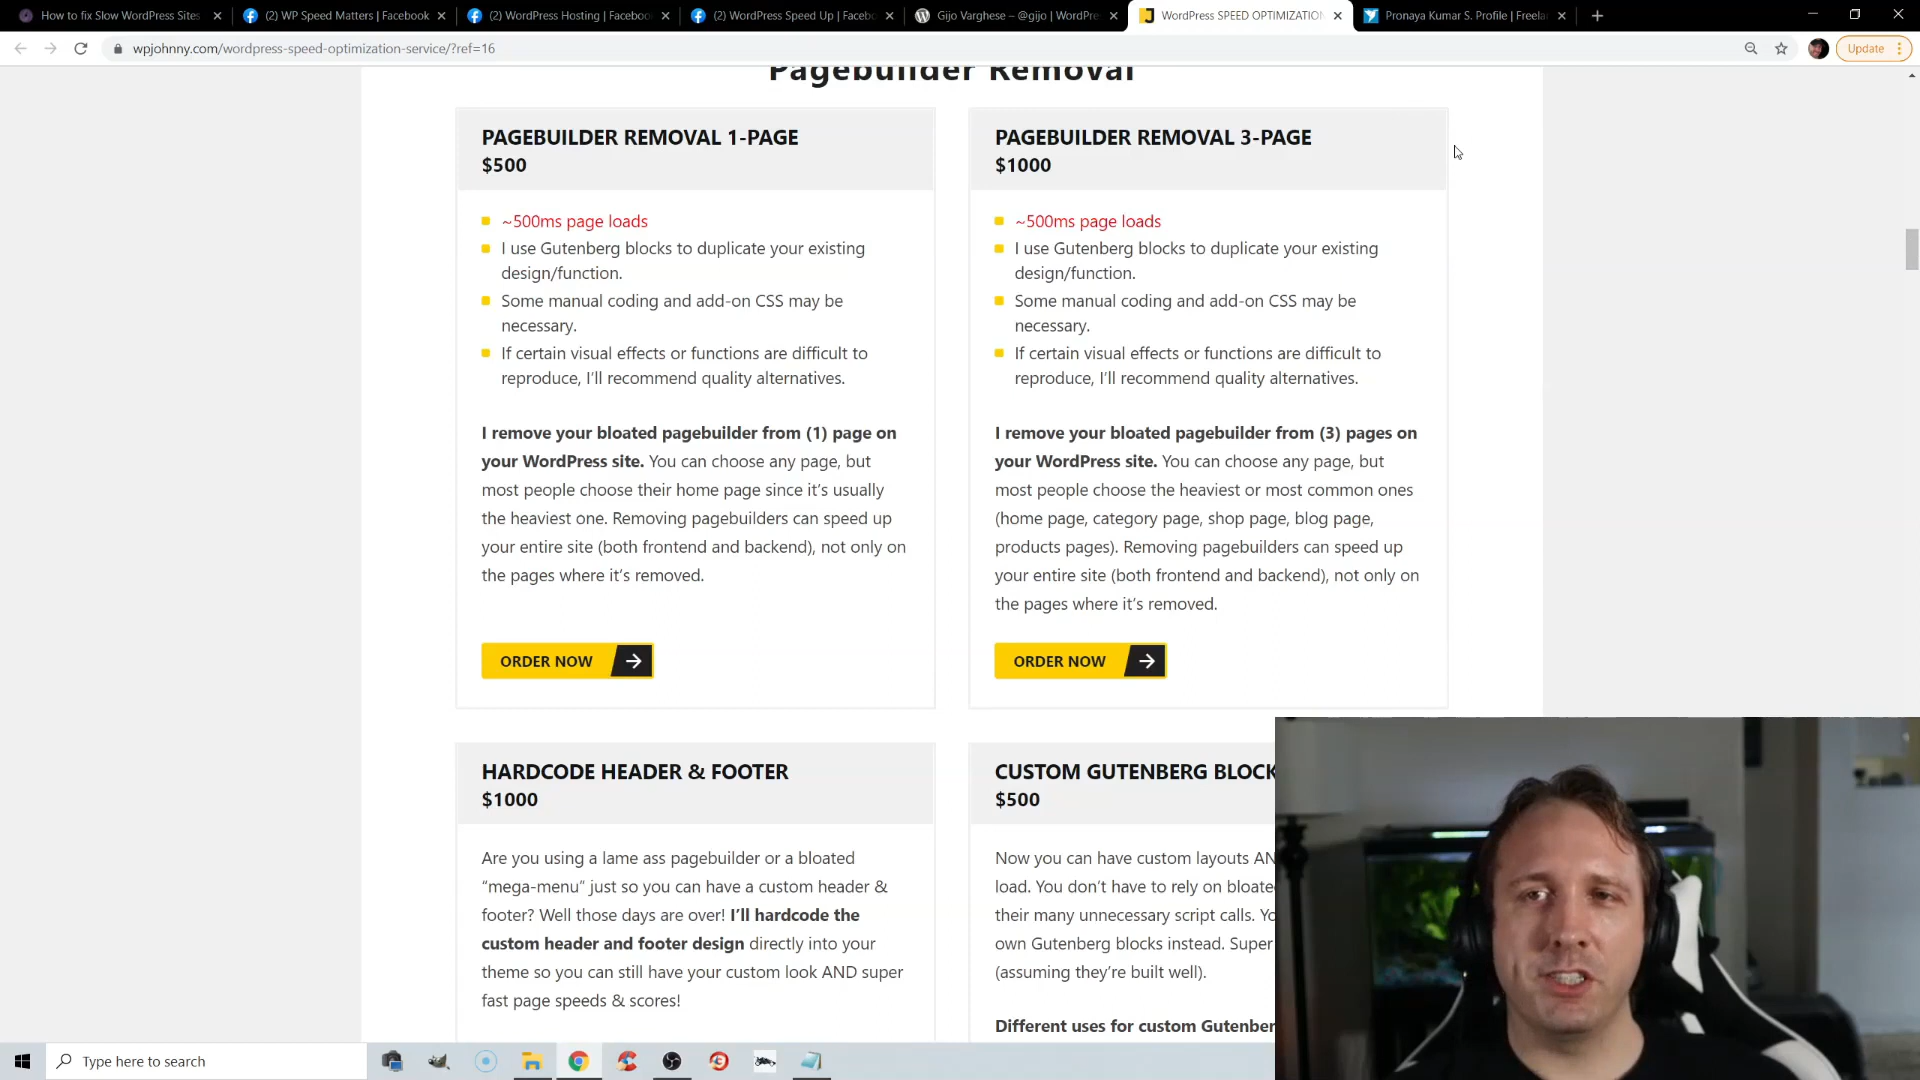 How to fix Slow WordPress Sites
(2) WP Speed Matters | Facebook
(2) WordPress Hosting | Faceboo
(2) WordPress Speed Up | Facebo
Gijo Varghese – @gijo | WordPre
WordPress SPEED OPTIMIZATION
Pronaya Kumar S. Profile | Freela
wpjohnny.com/wordpress-speed-optimization-service/?ref=16
Update
Pagebuilder Removal
PAGEBUILDER REMOVAL 1-PAGE
$500
~500ms page loads
I use Gutenberg blocks to duplicate your existing
design/function.
Some manual coding and add-on CSS may be
necessary.
If certain visual effects or functions are difficult to
reproduce, I'll recommend quality alternatives.
I remove your bloated pagebuilder from (1) page on
your WordPress site. You can choose any page, but
most people choose their home page since it's usually
the heaviest one. Removing pagebuilders can speed up
your entire site (both frontend and backend), not only on
the pages where it's removed.
ORDER NOW
PAGEBUILDER REMOVAL 3-PAGE
$1000
~500ms page loads
I use Gutenberg blocks to duplicate your existing
design/function.
Some manual coding and add-on CSS may be
necessary.
If certain visual effects or functions are difficult to
reproduce, I'll recommend quality alternatives.
I remove your bloated pagebuilder from (3) pages on
your WordPress site. You can choose any page, but
most people choose the heaviest or most common ones
(home page, category page, shop page, blog page,
products pages). Removing pagebuilders can speed up
your entire site (both frontend and backend), not only on
the pages where it's removed.
ORDER NOW
HARDCODE HEADER & FOOTER
$1000
Are you using a lame ass pagebuilder or a bloated
“mega-menu” just so you can have a custom header &
footer? Well those days are over! I'll hardcode the
custom header and footer design directly into your
theme so you can still have your custom look AND super
fast page speeds & scores!
CUSTOM GUTENBERG BLOCK
$500
Now you can have custom layouts AN
load. You don't have to rely on bloate
their many unnecessary script calls. Yo
own Gutenberg blocks instead. Super
(assuming they're built well).
Different uses for custom Gutenber
Type here to search